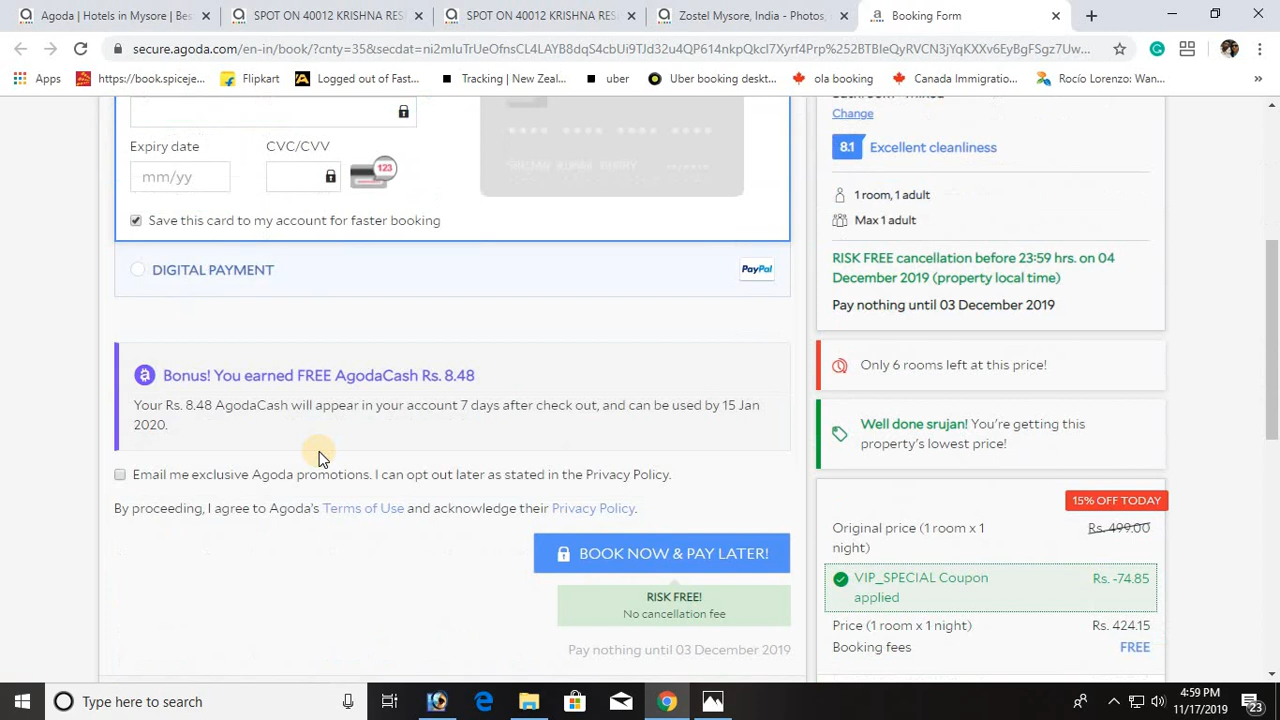 Agoda | Hotels in Mysore | Bes
SPOT ON 40012 KRISHNA RES
SPOT ON 40012 KRISHNA RES
Zostel Mysore, India - Photos,
Booking Form
secure.agoda.com/en-in/book/?cnty=35&secdat=
Apps
https://book.spiceje...
Flipkart
Logged out of Fast...
Tracking | New Zeal...
uber
Uber booking deskt...
ola booking
Canada Immigratio...
Rocío Lorenzo: Wan...
»
Expiry date
CVC/CVV
mm/yy
123
Save this card to my account for faster booking
DIGITAL PAYMENT
PayPal
Bonus! You earned FREE AgodaCash Rs. 8.48
Your Rs. 8.48 AgodaCash will appear in your account 7 days after check out, and can be used by 15 Jan
2020.
Email me exclusive Agoda promotions. I can opt out later as stated in the Privacy Policy.
By proceeding, I agree to Agoda's Terms of Use and acknowledge their Privacy Policy.
BOOK NOW & PAY LATER!
RISK FREE!
No cancellation fee
Pay nothing until 03 December 2019
Change
8.1 Excellent cleanliness
1 room, 1 adult
Max 1 adult
RISK FREE cancellation before 23:59 hrs. on 04
December 2019 (property local time)
Pay nothing until 03 December 2019
Only 6 rooms left at this price!
Well done srujan! You're getting this
property's lowest price!
15% OFF TODAY
Original price (1 room x 1
night)
Rs. 499.00
VIP_SPECIAL Coupon
applied
Rs. -74.85
Price (1 room x 1 night)
Rs. 424.15
Booking fees
FREE
Type here to search
4:59 PM
11/17/2019
23